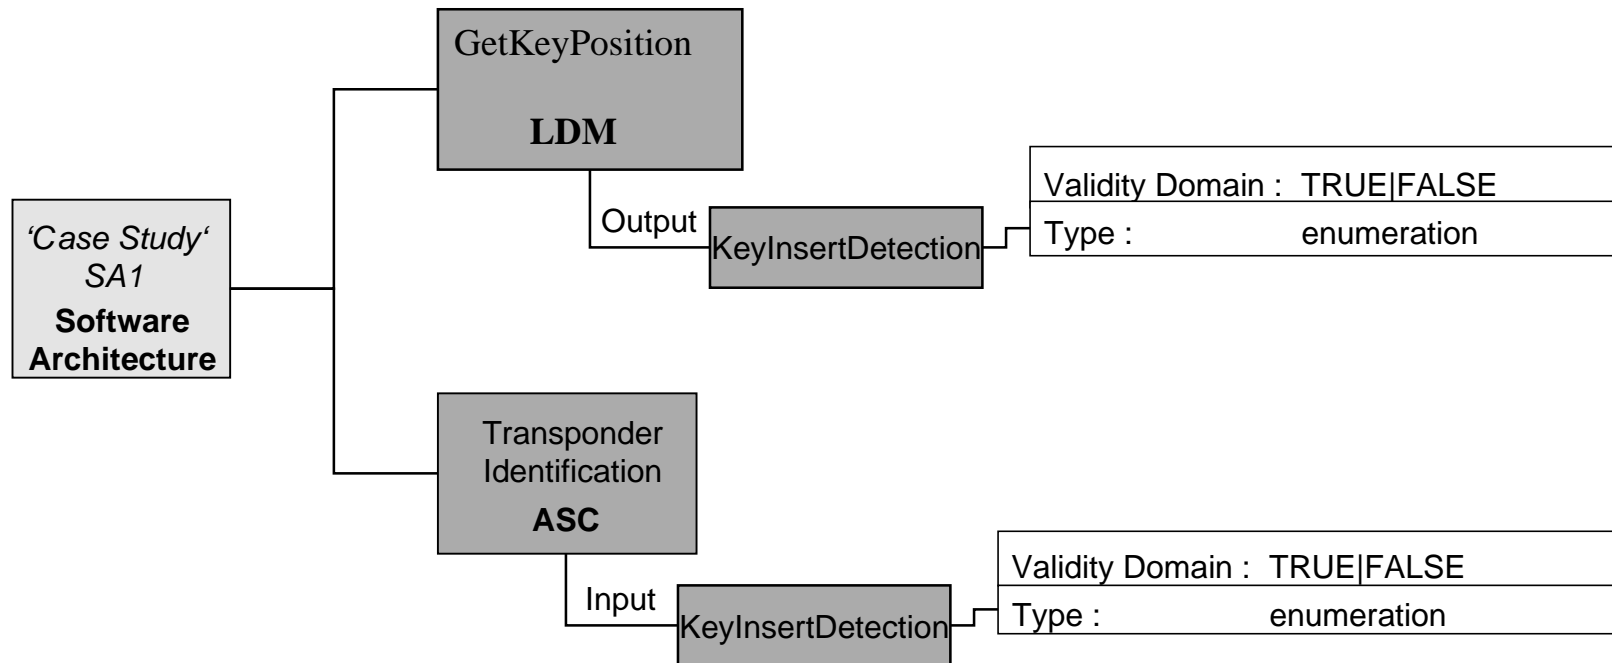 GetKeyPosition
LDM
Output
KeyInsertDetection
Validity Domain : TRUE|FALSE
Type : enumeration
‘Case Study‘
SA1
Software
Architecture
Transponder
Identification
ASC
Input
KeyInsertDetection
Validity Domain : TRUE|FALSE
Type : enumeration